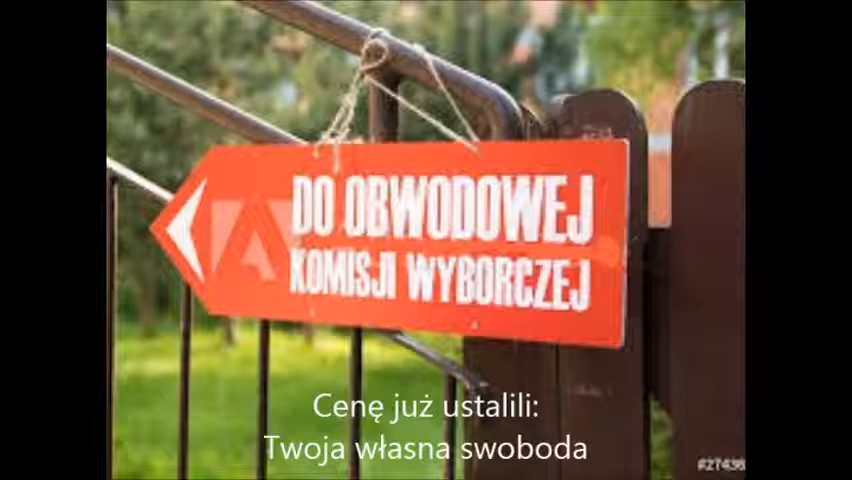 DO OBWODOWEJ
KOMISJI WYBORCZEJ
Cenę już ustalili:
Twoja własna swoboda